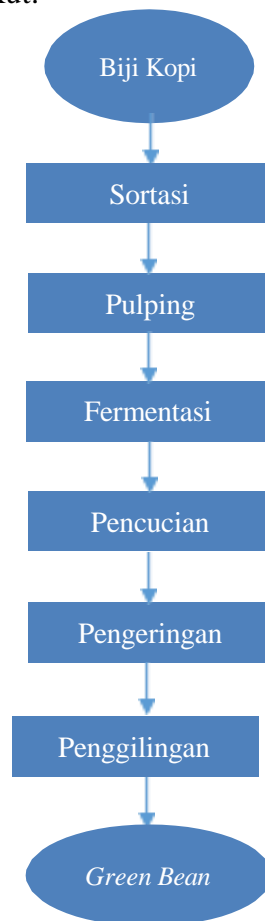 Biji Kopi
Sortasi
Pulping
Fermentasi
Pencucian
Pengeringan
Penggilingan
Green Bean